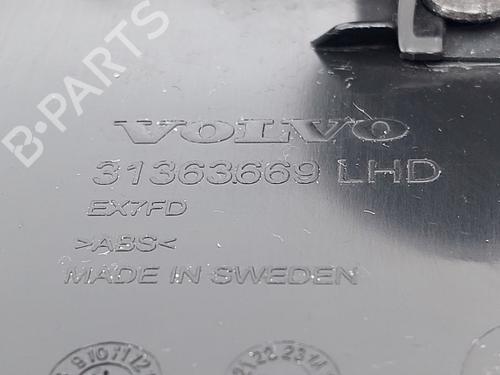 B-PARTS
VOLVO
31363669 LHD
EX7FD
>ABS<
MADE IN SWEDEN